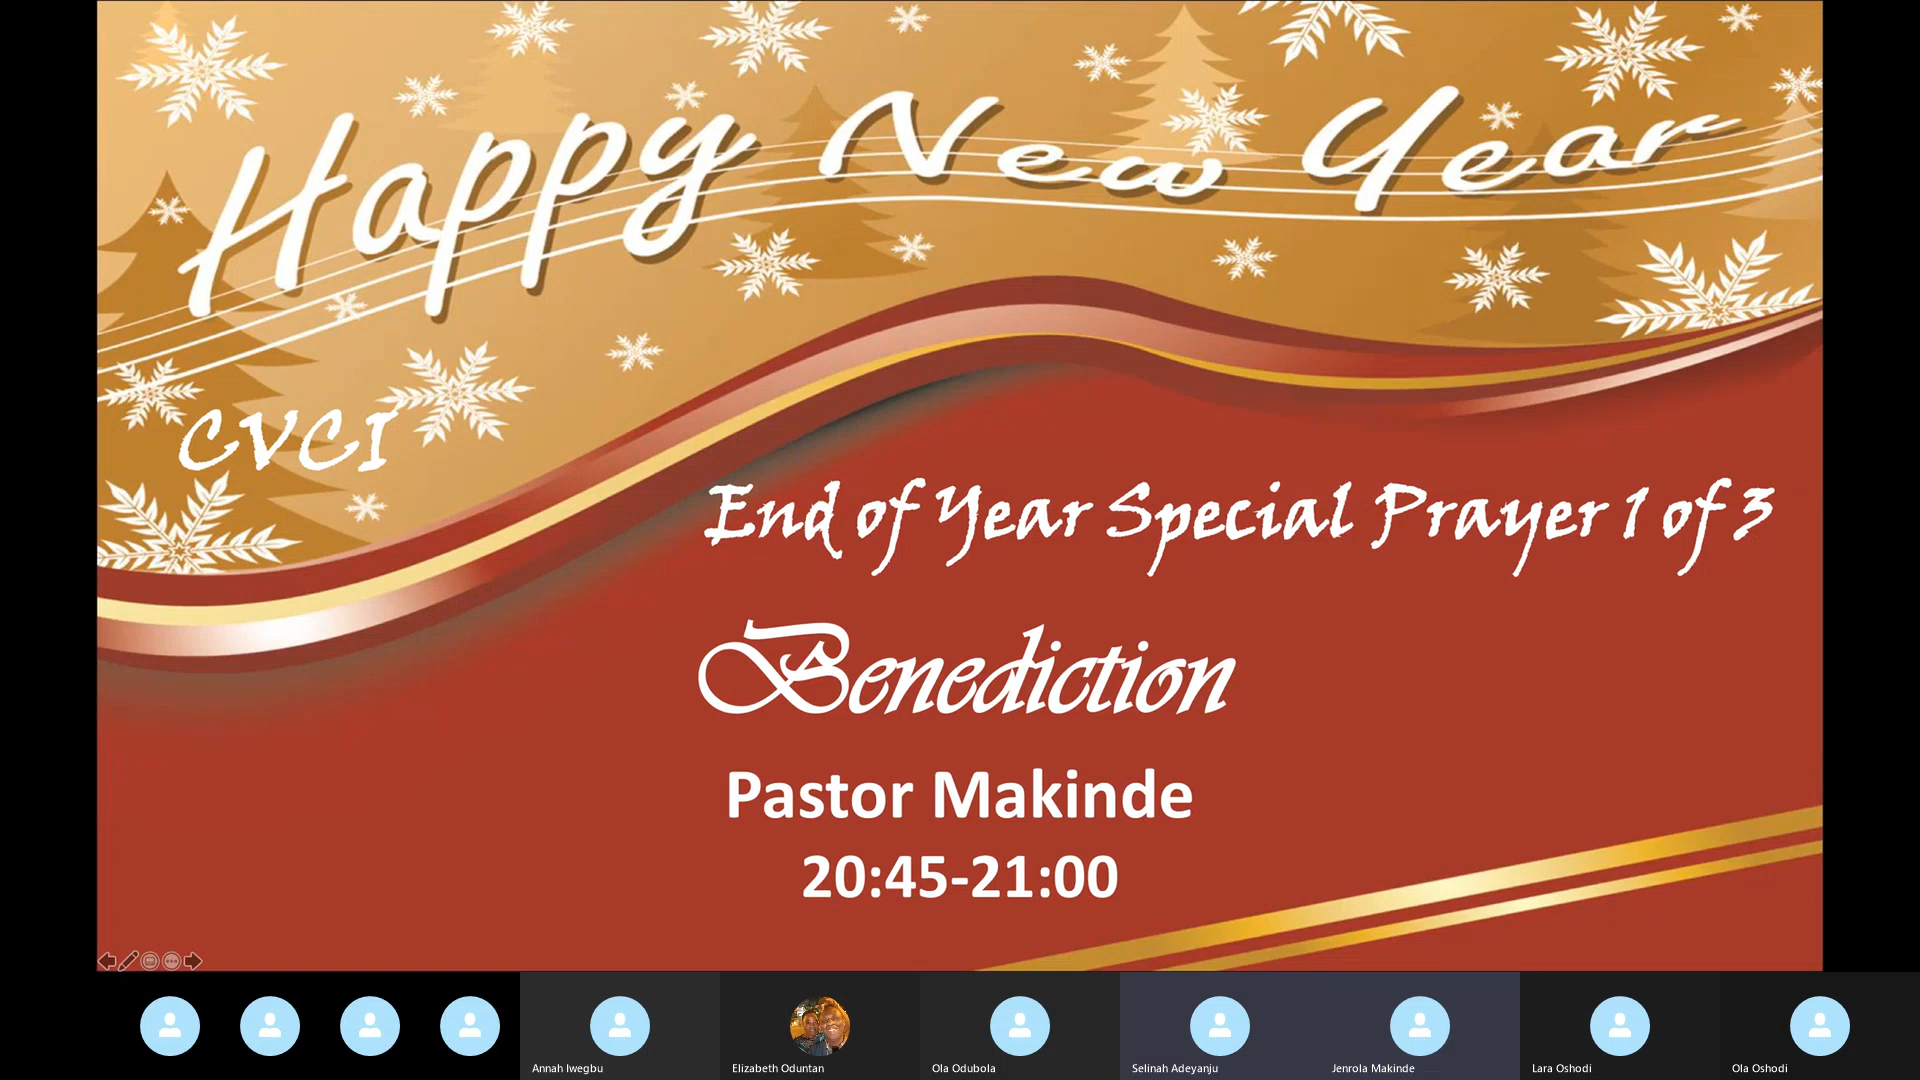 Happy New Year
CVCI
End of Year Special Prayer 1 of 3
Benediction
Pastor Makinde
20:45-21:00
Annah Iwegbu
Elizabeth Oduntan
Ola Odubola
Selinah Adeyanju
Jenrola Makinde
Lara Oshodi
Ola Oshodi